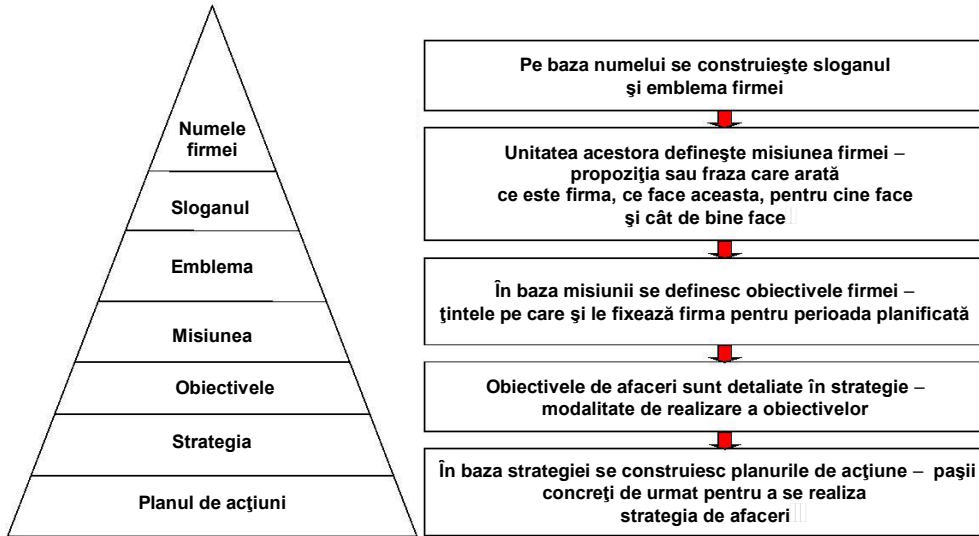 Numele
firmei
Sloganul
Emblema
Misiunea
Obiectivele
Strategia
Planul de acţiuni
Pe baza numelui se construieşte sloganul
şi emblema firmei
Unitatea acestora defineşte misiunea firmei –
propoziţia sau fraza care arată
ce este firma, ce face aceasta, pentru cine face
şi cât de bine face
În baza misiunii se definesc obiectivele firmei –
ţintele pe care şi le fixează firma pentru perioada planificată
Obiectivele de afaceri sunt detaliate în strategie –
modalitate de realizare a obiectivelor
În baza strategiei se construiesc planurile de acţiune – paşii
concreţi de urmat pentru a se realiza
strategia de afaceri